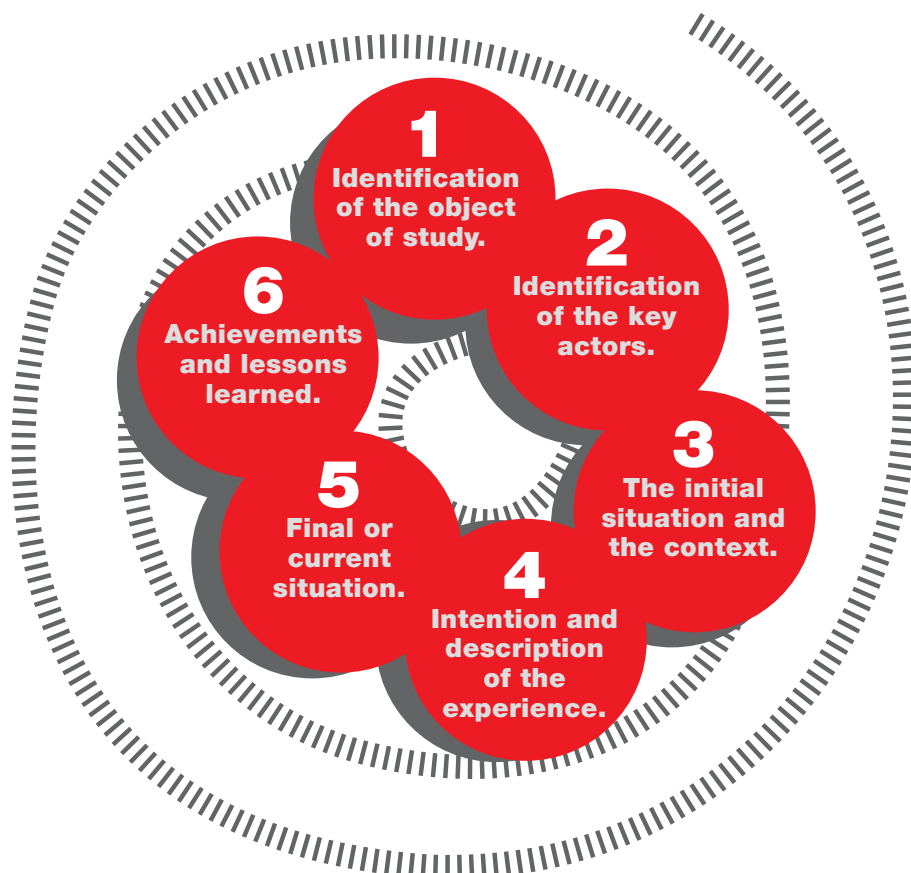 1
Identification
of the object
of study.
2
Identification
of the key
actors.
3
The initial
situation and
the context.
4
Intention and
description
of the
experience.
5
Final or
current
situation.
6
Achievements
and lessons
learned.